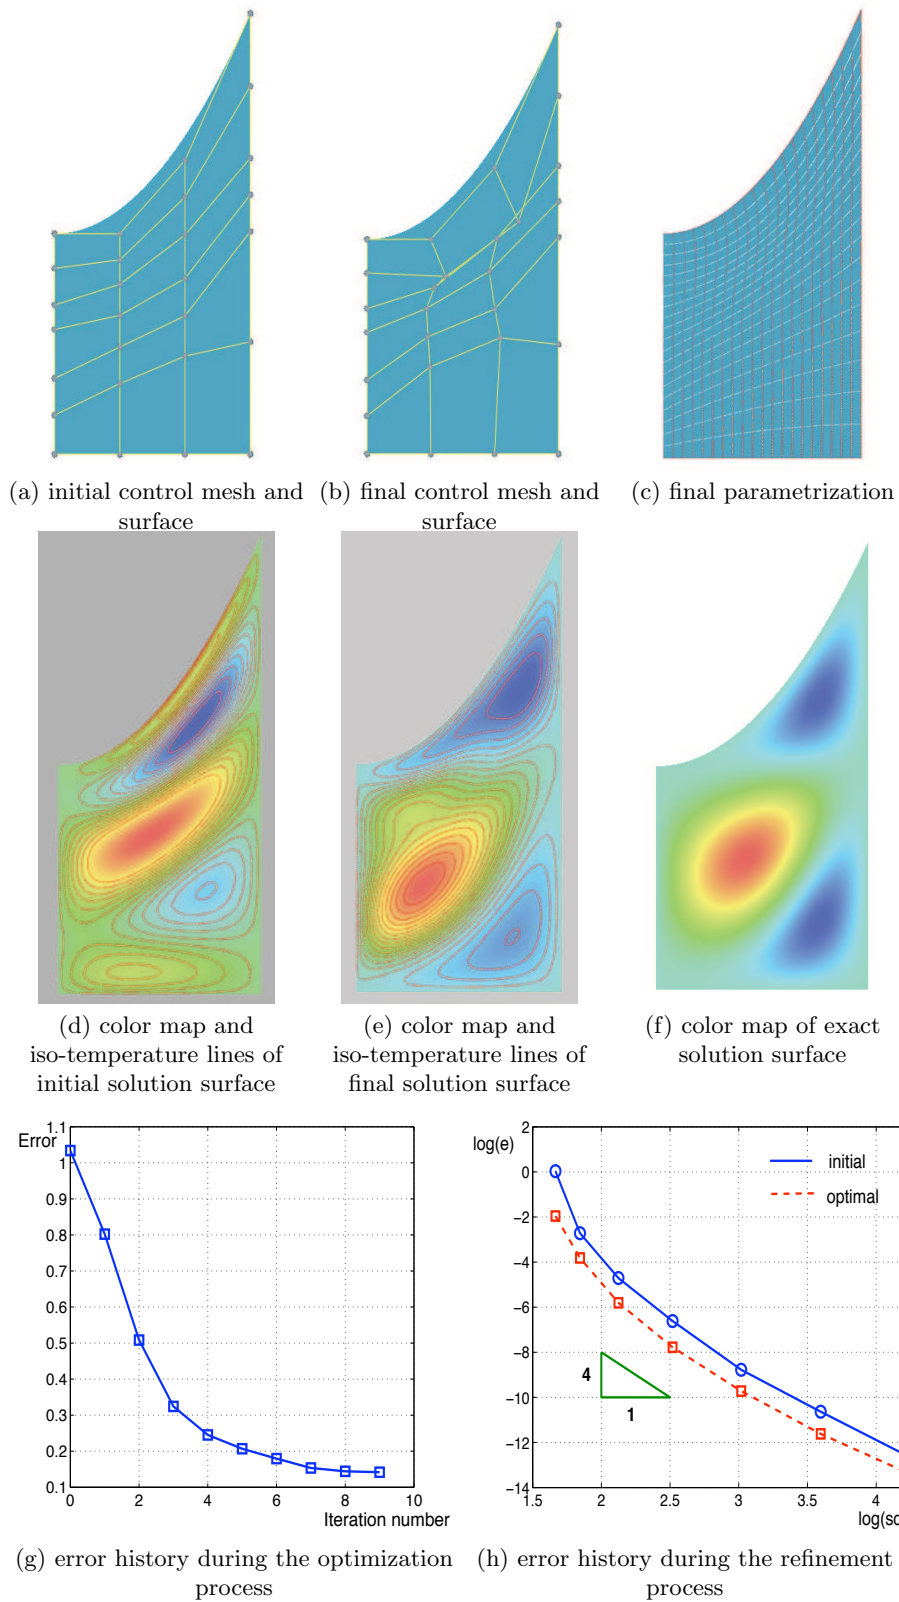 (a) initial control mesh and
surface
(b) final control mesh and
surface
(c) final parametrization
(d) color map and
iso-temperature lines of
initial solution surface
(e) color map and
iso-temperature lines of
final solution surface
(f) color map of exact
solution surface
Error
1.1
1
0.9
0.8
0.7
0.6
0.5
0.4
0.3
0.2
0.1
0 2 4 6 8 10
Iteration number
(g) error history during the optimization
process
log(e)
2
0
−2
−4
−6
−8
−10
−12
−14
initial
optimal
4
1
1.5 2 2.5 3 3.5 4
(h) error history during the refinement
process